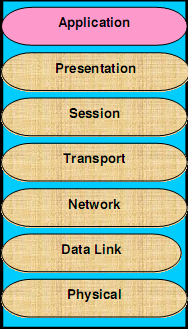 Application
Presentation
Session
Transport
Network
Data Link
Physical